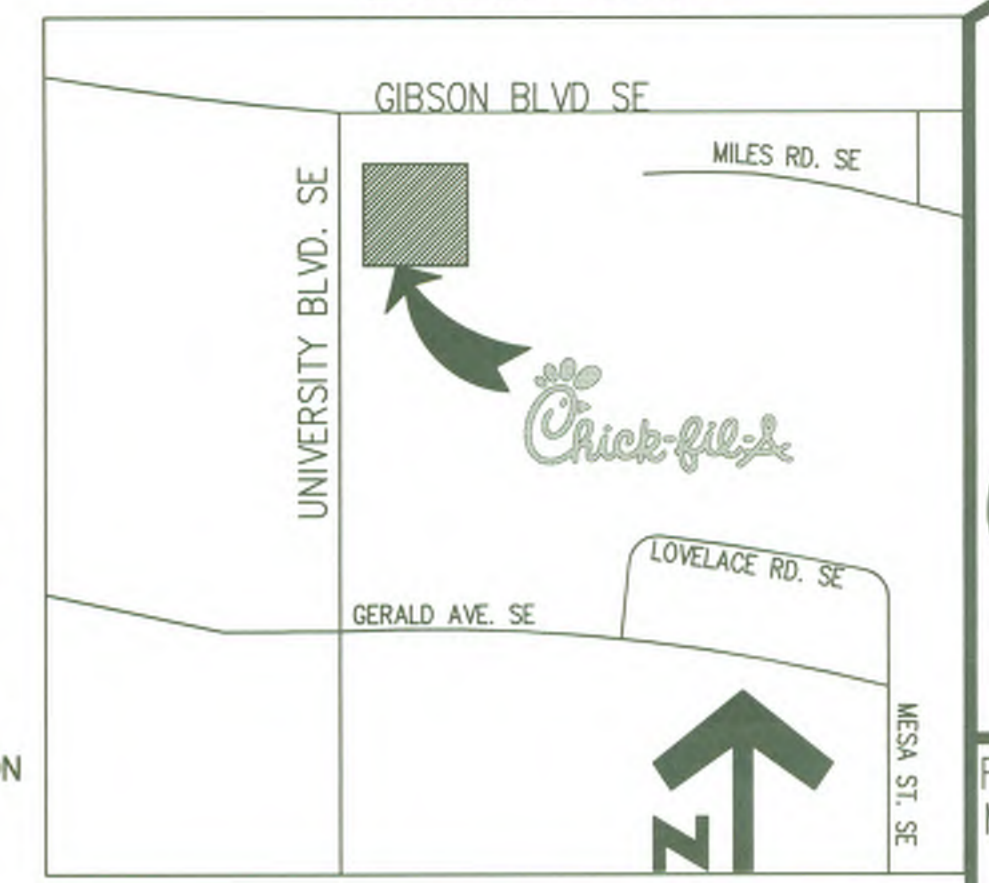 GIBSON BLVD SE
MILES RD. SE
UNIVERSITY BLVD. SE
Chick-fil-A
LOVELACE RD. SE
GERALD AVE. SE
MESA ST. SE
N
N